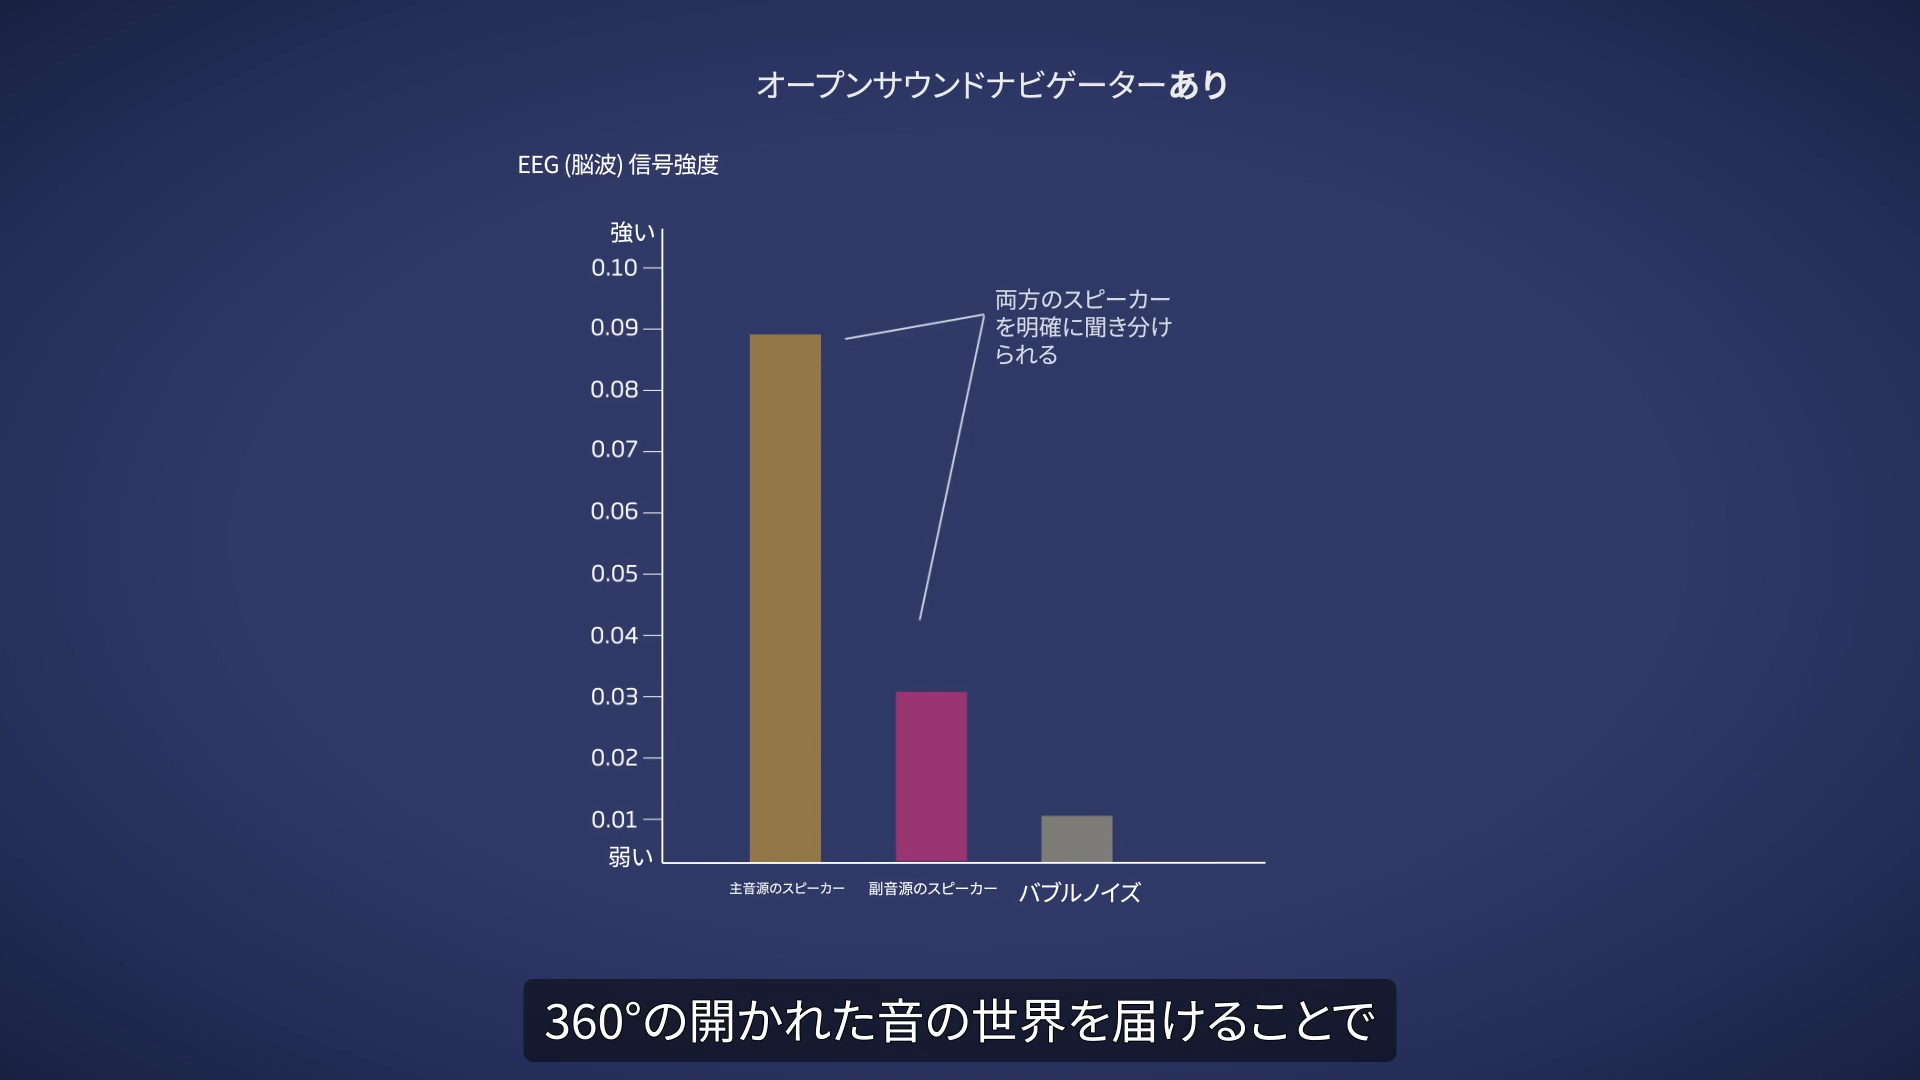 オープンサウンドナビゲーターあり
EEG (脳波) 信号強度
強い
0.10
0.09
0.08
0.07
0.06
0.05
0.04
0.03
0.02
0.01
弱い
両方のスピーカー
を明確に聞き分け
られる
主音源のスピーカー
副音源のスピーカー
バブルノイズ
360°の開かれた音の世界を届けることで